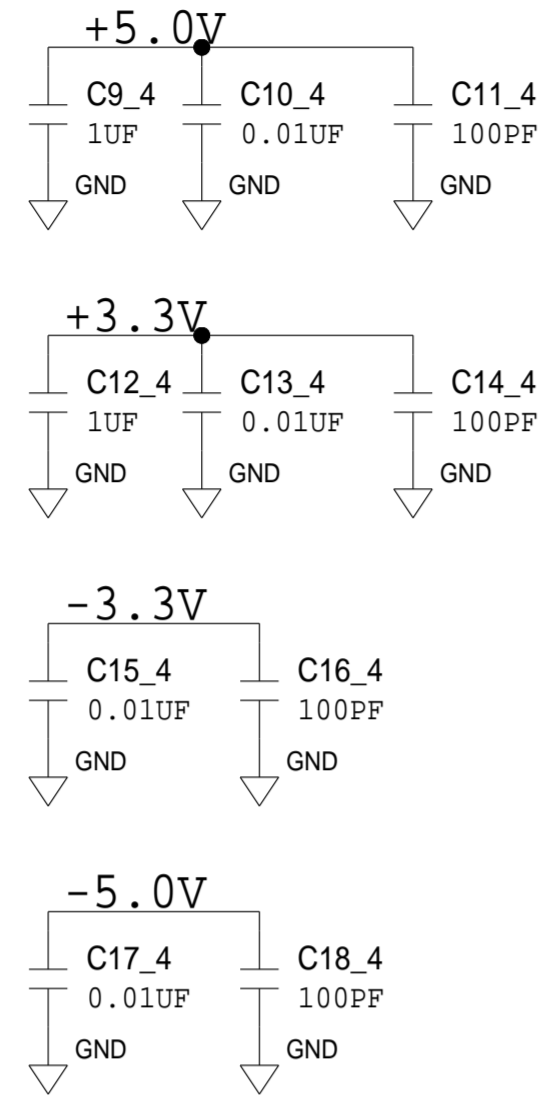 +5.0V
C9_4 C10_4 C11_4
1UF 0.01UF 100PF
GND GND GND
+3.3V
C12_4 C13_4 C14_4
1UF 0.01UF 100PF
GND GND GND
-3.3V
C15_4 C16_4
0.01UF 100PF
GND GND
-5.0V
C17_4 C18_4
0.01UF 100PF
GND GND